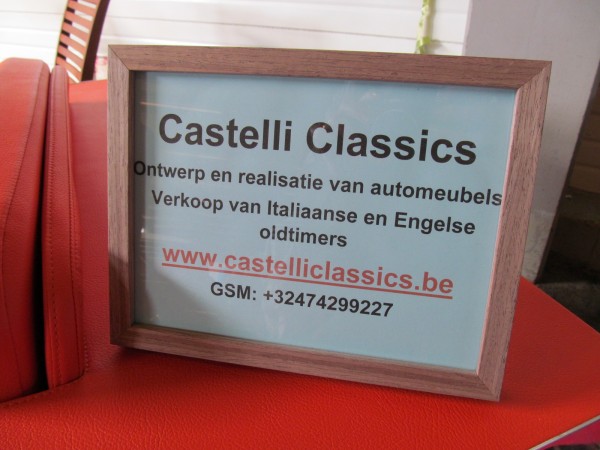 Castelli Classics
Ontwerp en realisatie van automeubels
Verkoop van Italiaanse en Engelse
oldtimers
www.castelliclassics.be
GSM: +32474299227